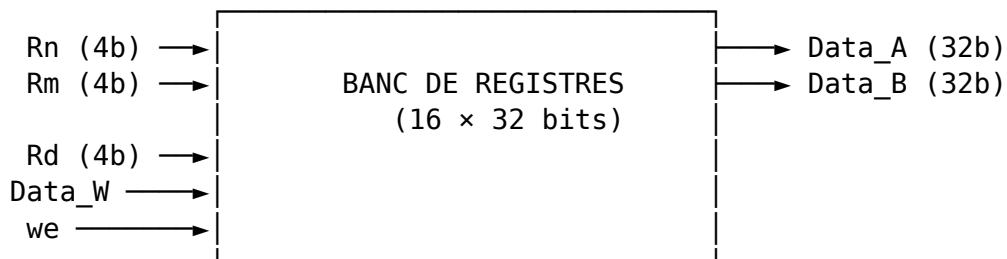 Rn (4b) Data_A (32b)
Rm (4b) BANC DE REGISTRES Data_B (32b)
(16 × 32 bits)
Rd (4b)
Data_W
we